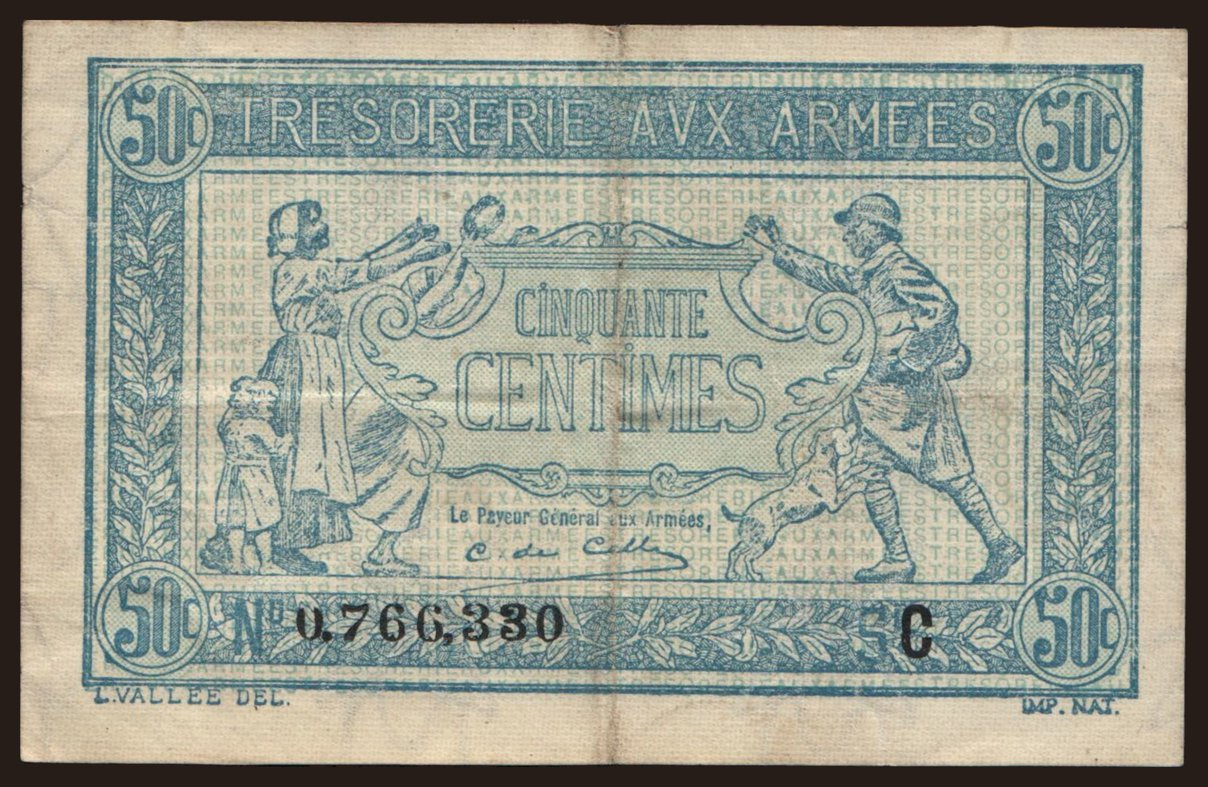 50c TRESORERIE AVX ARMEES 50c
CINQUANTE
CENTIMES
Le Payeur Général aux Armées,
50c No 0.766,330 C 50c
L.VALLÉE DEL. IMP. NAT.